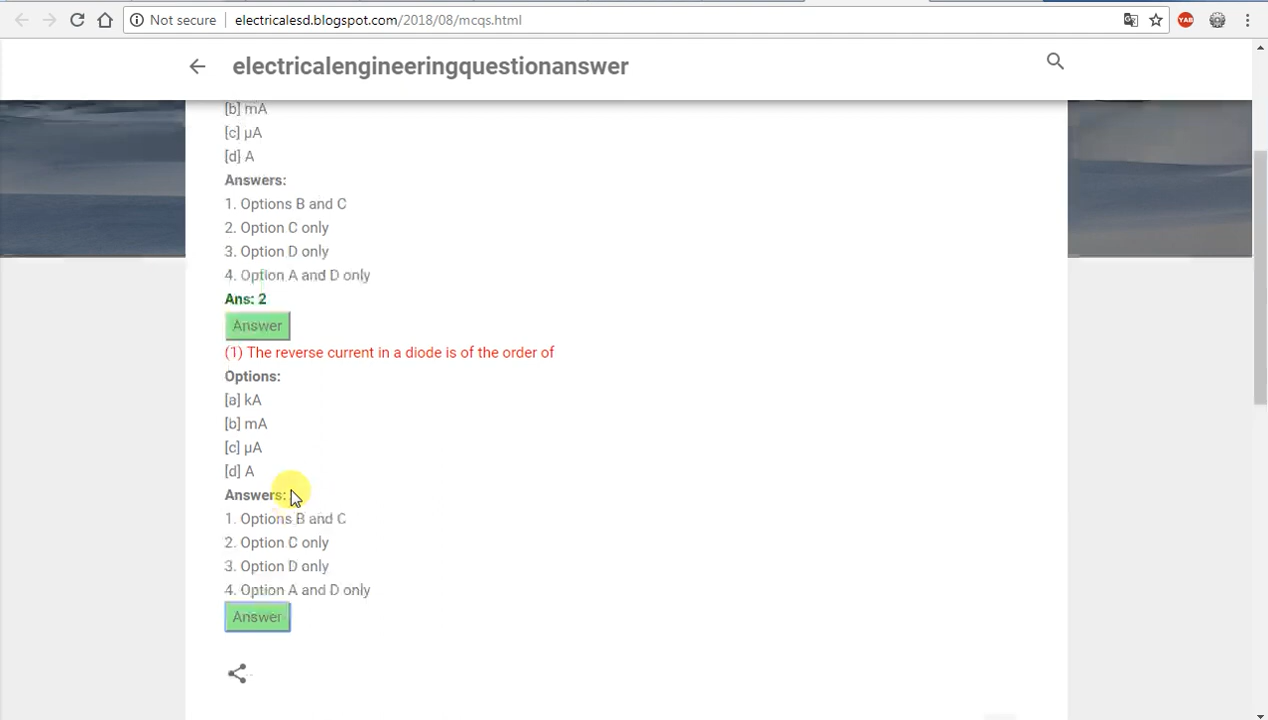 Not secure
electricalesd.blogspot.com/2018/08/mcqs.html
YAB
electricalengineeringquestionanswer
[b] mA
[c] μA
[d] A
Answers:
1. Options B and C
2. Option C only
3. Option D only
4. Option A and D only
Ans: 2
Answer
(1) The reverse current in a diode is of the order of
Options:
[a] kA
[b] mA
[c] μA
[d] A
Answers:
1. Options B and C
2. Option C only
3. Option D only
4. Option A and D only
Answer